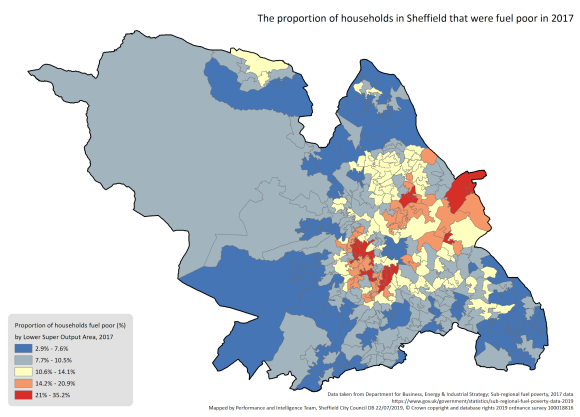 The proportion of households in Sheffield that were fuel poor in 2017
Proportion of households fuel poor (%)
by Lower Super Output Area, 2017
2.9% - 7.6%
7.7% - 10.5%
10.6% - 14.1%
14.2% - 20.9%
21% - 35.2%
Data taken from Department for Business, Energy & Industrial Strategy; Sub-regional fuel poverty, 2017 data
https://www.gov.uk/government/statistics/sub-regional-fuel-poverty-data-2019
Mapped by Performance and Intelligence Team, Sheffield City Council DB 22/07/2019, © Crown copyright and database rights 2019 ordnance survey 100018816